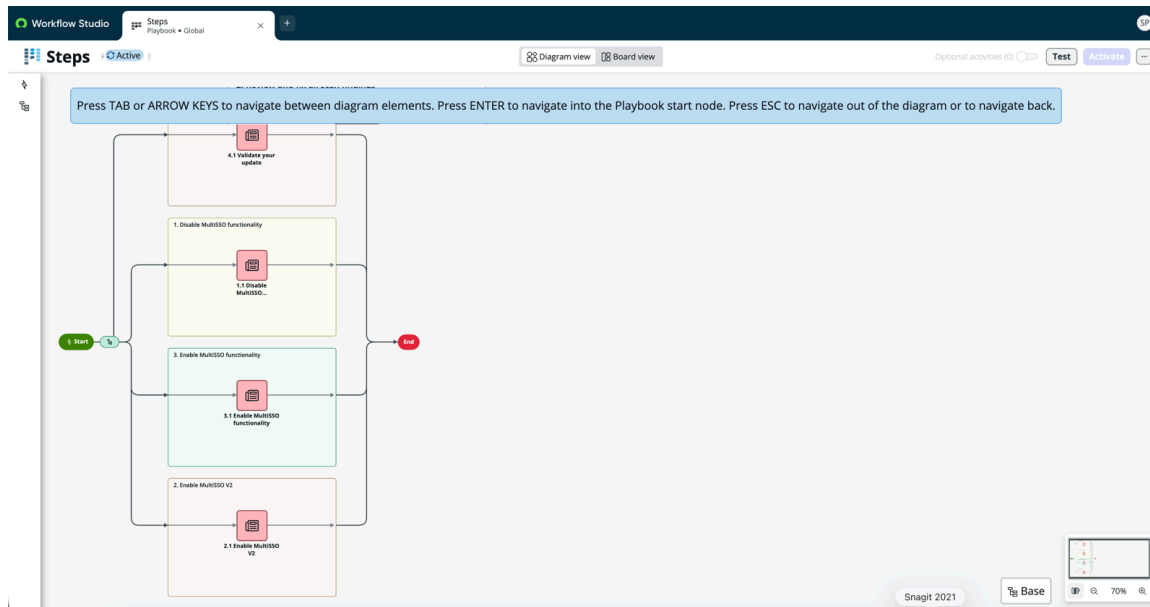 Workflow Studio
Steps
Playbook • Global
SP
Steps
Active
Diagram view
Board view
Optional activities (0)
Test
Activate
Press TAB or ARROW KEYS to navigate between diagram elements. Press ENTER to navigate into the Playbook start node. Press ESC to navigate out of the diagram or to navigate back.
4.1 Validate your
update
1. Disable MultiSSO functionality
1.1 Disable
MultiSSO...
Start
End
3. Enable MultiSSO functionality
3.1 Enable MultiSSO
functionality
2. Enable MultiSSO V2
2.1 Enable MultiSSO
V2
Snagit 2021
Base
70%